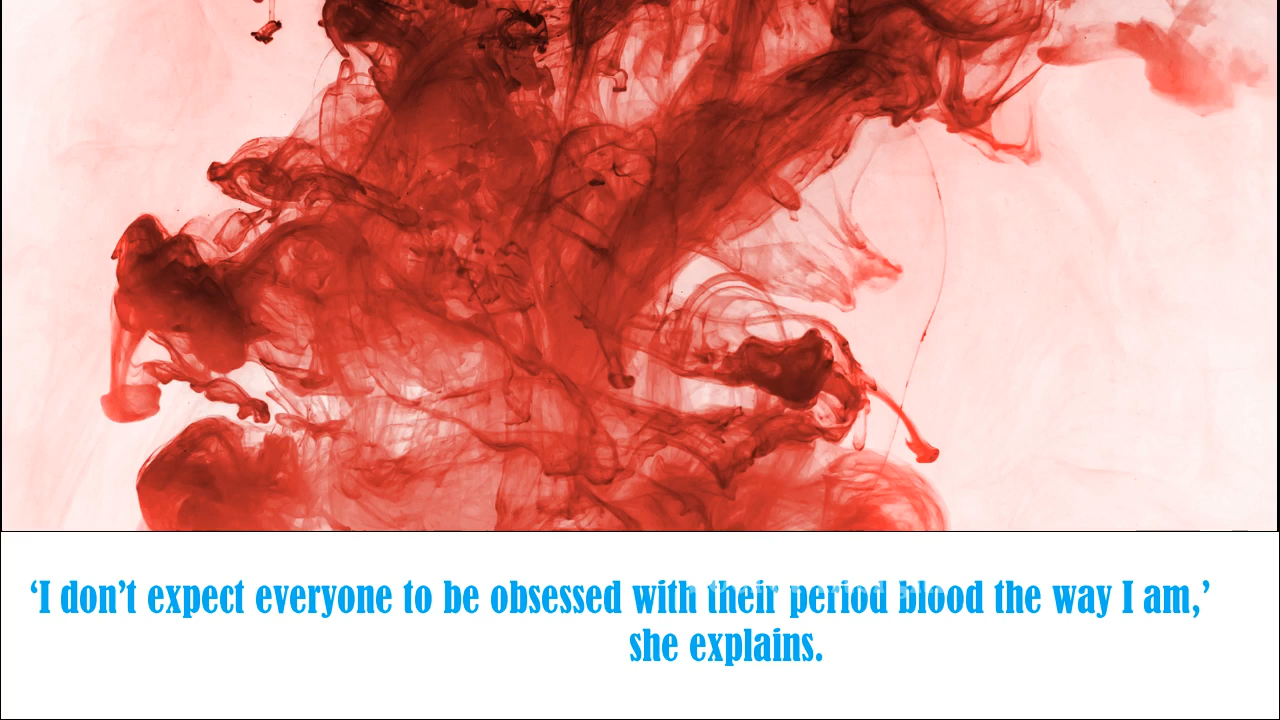 ‘I don’t expect everyone to be obsessed with their period blood the way I am,’
she explains.